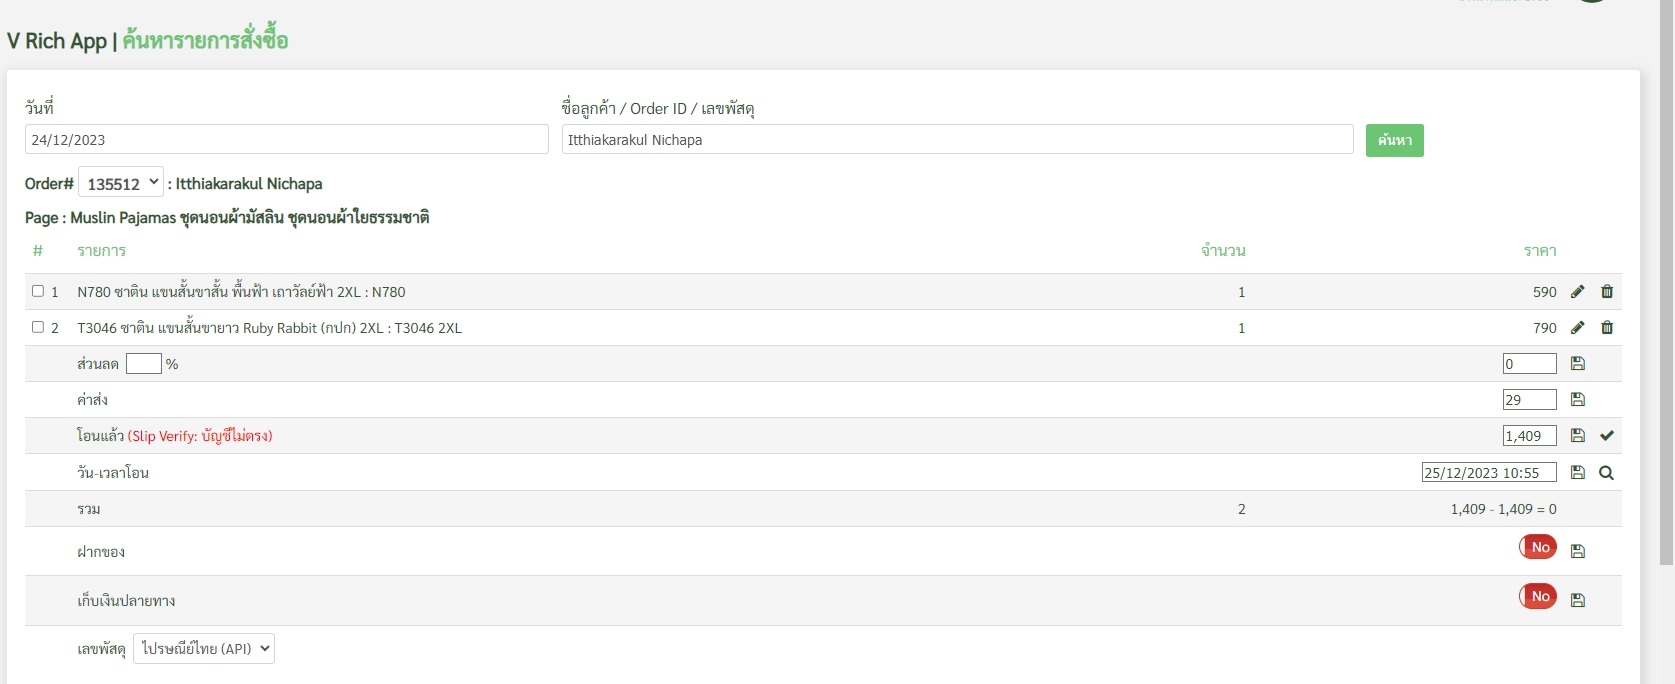 V Rich App | ค้นหารายการสั่งซื้อ
วันที่ ชื่อลูกค้า / Order ID / เลขพัสดุ
24/12/2023 Itthiakarakul Nichapa ค้นหา
Order# 135512 : Itthiakarakul Nichapa
Page : Muslin Pajamas ชุดนอนผ้ามัสลิน ชุดนอนผ้าใยธรรมชาติ
# รายการ จำนวน ราคา
1 N780 ซาติน แขนสั้นขาสั้น พื้นฟ้า เถาวัลย์ฟ้า 2XL : N780 1 590
2 T3046 ซาติน แขนสั้นขายาว Ruby Rabbit (กปก) 2XL : T3046 2XL 1 790
ส่วนลด % 0
ค่าส่ง 29
โอนแล้ว (Slip Verify: บัญชีไม่ตรง) 1,409
วัน-เวลาโอน 25/12/2023 10:55
รวม 2 1,409 - 1,409 = 0
ฝากของ No
เก็บเงินปลายทาง No
เลขพัสดุ ไปรษณีย์ไทย (API)